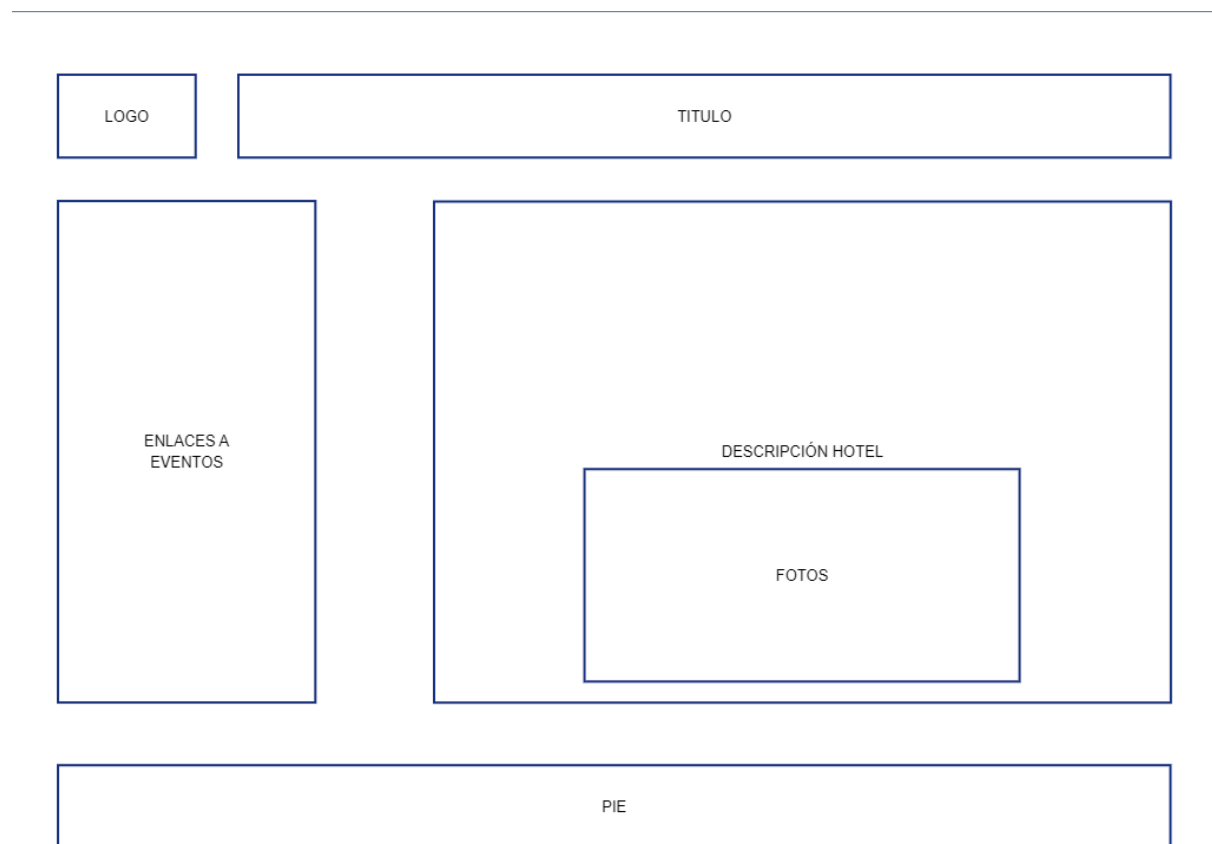 LOGO
TITULO
ENLACES A
EVENTOS
DESCRIPCIÓN HOTEL
FOTOS
PIE